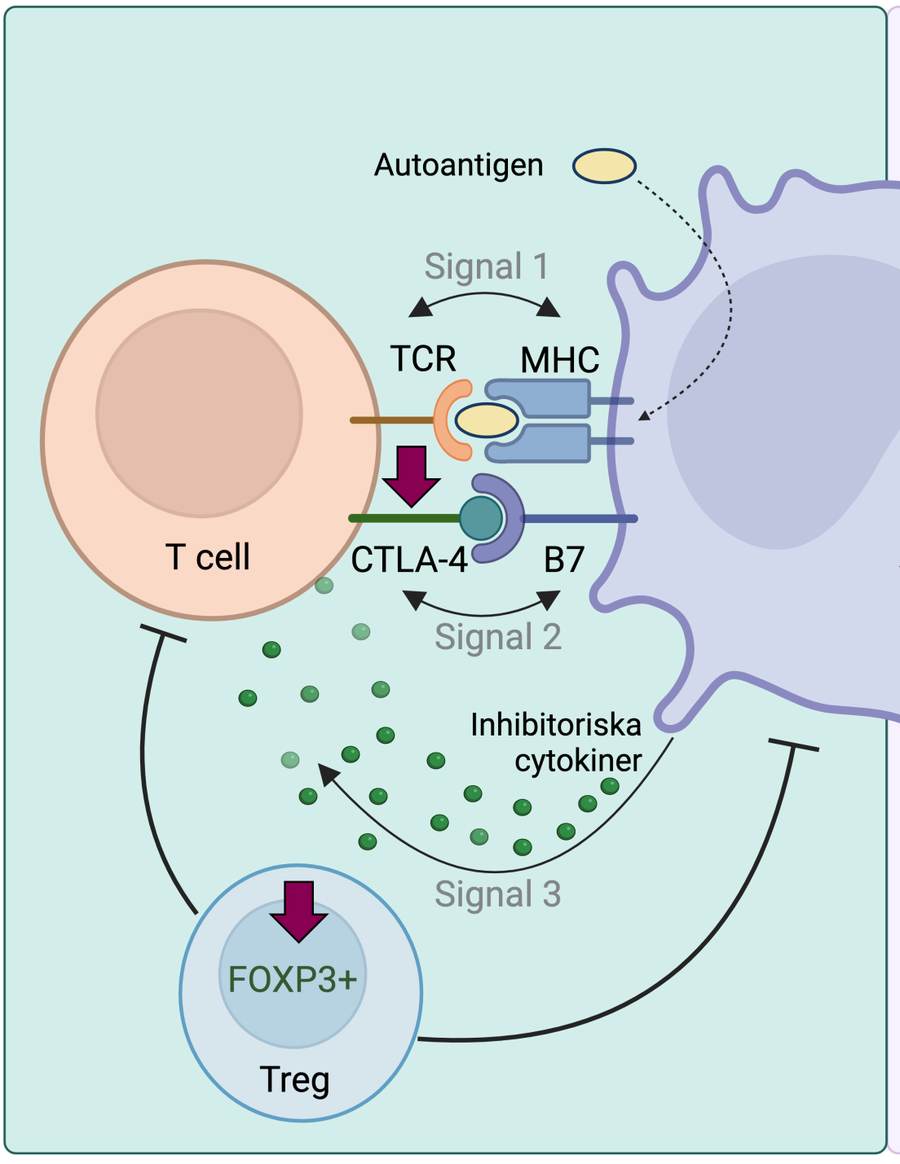 Autoantigen
Signal 1
TCR
MHC
T cell
CTLA-4
B7
Signal 2
Inhibitoriska
cytokiner
Signal 3
FOXP3+
Treg